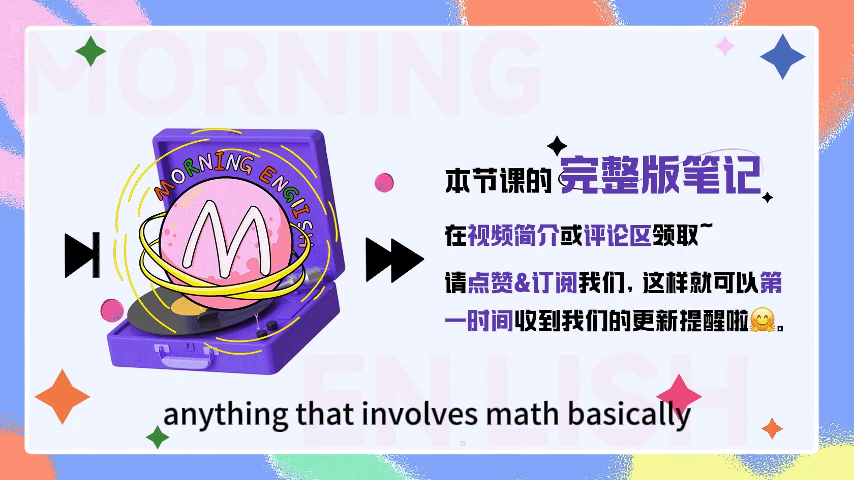 MORNING
MORNING ENGLISH
M
本节课的 完整版笔记
在视频简介或评论区领取~
请点赞&订阅我们，这样就可以第
一时间收到我们的更新提醒啦🤗。
EN LISH
anything that involves math basically